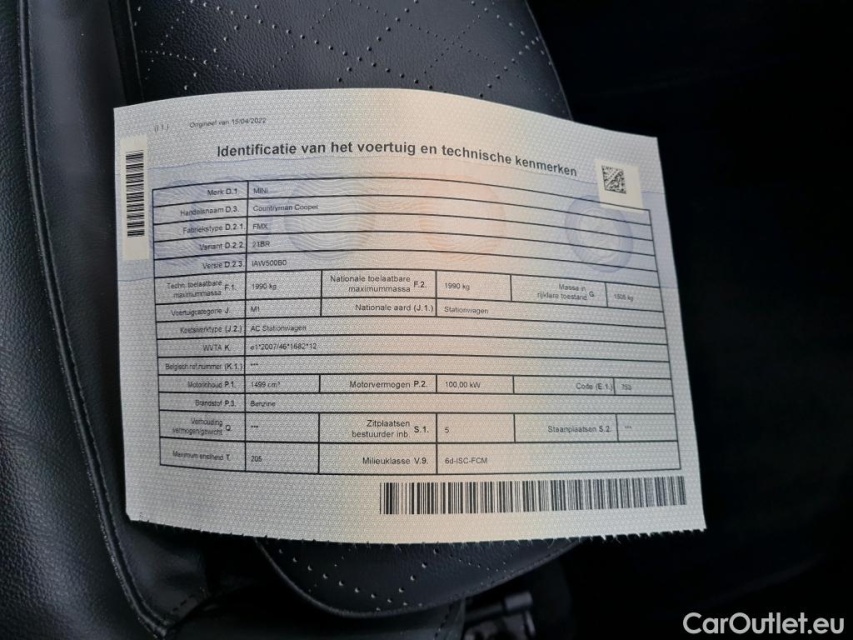 Origineel van 15/04/2022
Identificatie van het voertuig en technische kenmerken
Merk D.1. MINI
Handelsnaam D.3. Countryman Cooper
Fabriekstype D.2.1. FMX
Variant D.2.2. 21BR
Versie D.2.3.
Techn. toelaatbare maximummassa F.1. 1990 kg Nationale toelaatbare maximummassa F.2. 1990 kg Massa in rijklare toestand G
Voertuigcategorie J. M1 Nationale aard (J.1.) Stationwagen
Koetswerktype (J.2.) AC Stationwagen
WVTA K. e1*2007/46*1682*12
Belgisch ref.nummer (K.1.) ---
Motorinhoud P.1. 1499 cm³ Motorvermogen P.2. 100,00 kW Code (E.1.)
Brandstof P.3. Benzine
Verhouding vermogen/gewicht Q. --- Zitplaatsen bestuurder inb. S.1. 5 Staanplaatsen S.2. ---
Maximum snelheid T. 205 Milieuklasse V.9. 6d-ISC-FCM
CarOutlet.eu